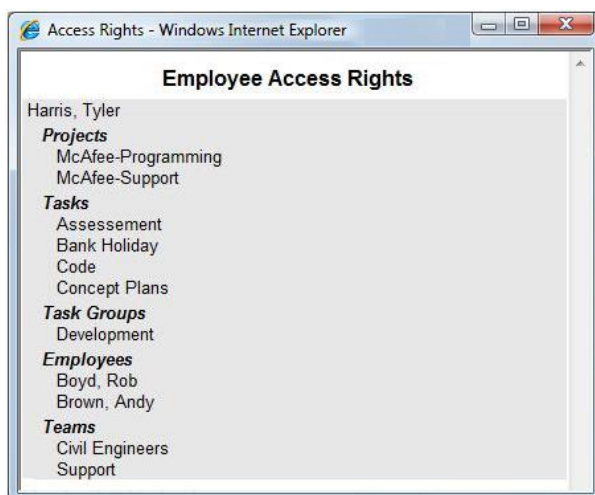 Access Rights - Windows Internet Explorer
Employee Access Rights
Harris, Tyler
Projects
McAfee-Programming
McAfee-Support
Tasks
Assessement
Bank Holiday
Code
Concept Plans
Task Groups
Development
Employees
Boyd, Rob
Brown, Andy
Teams
Civil Engineers
Support